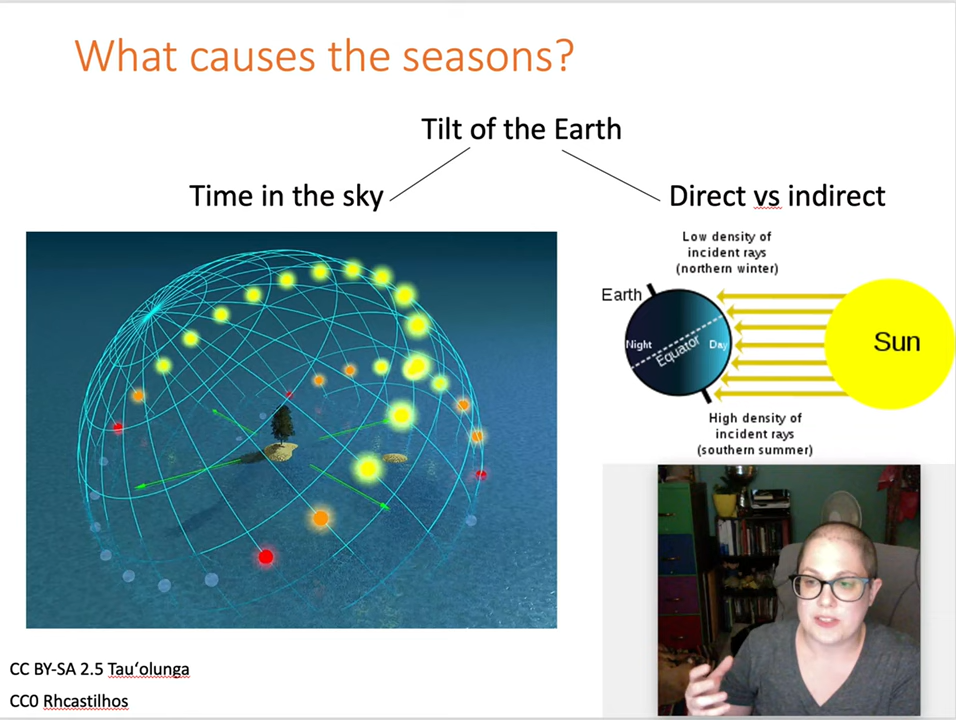 What causes the seasons?
Tilt of the Earth
Time in the sky
Direct vs indirect
Low density of
incident rays
(northern winter)
Earth
Sun
Night
Equator
Day
High density of
incident rays
(southern summer)
CC BY-SA 2.5 Tauʻolunga
CC0 Rhcastilhos